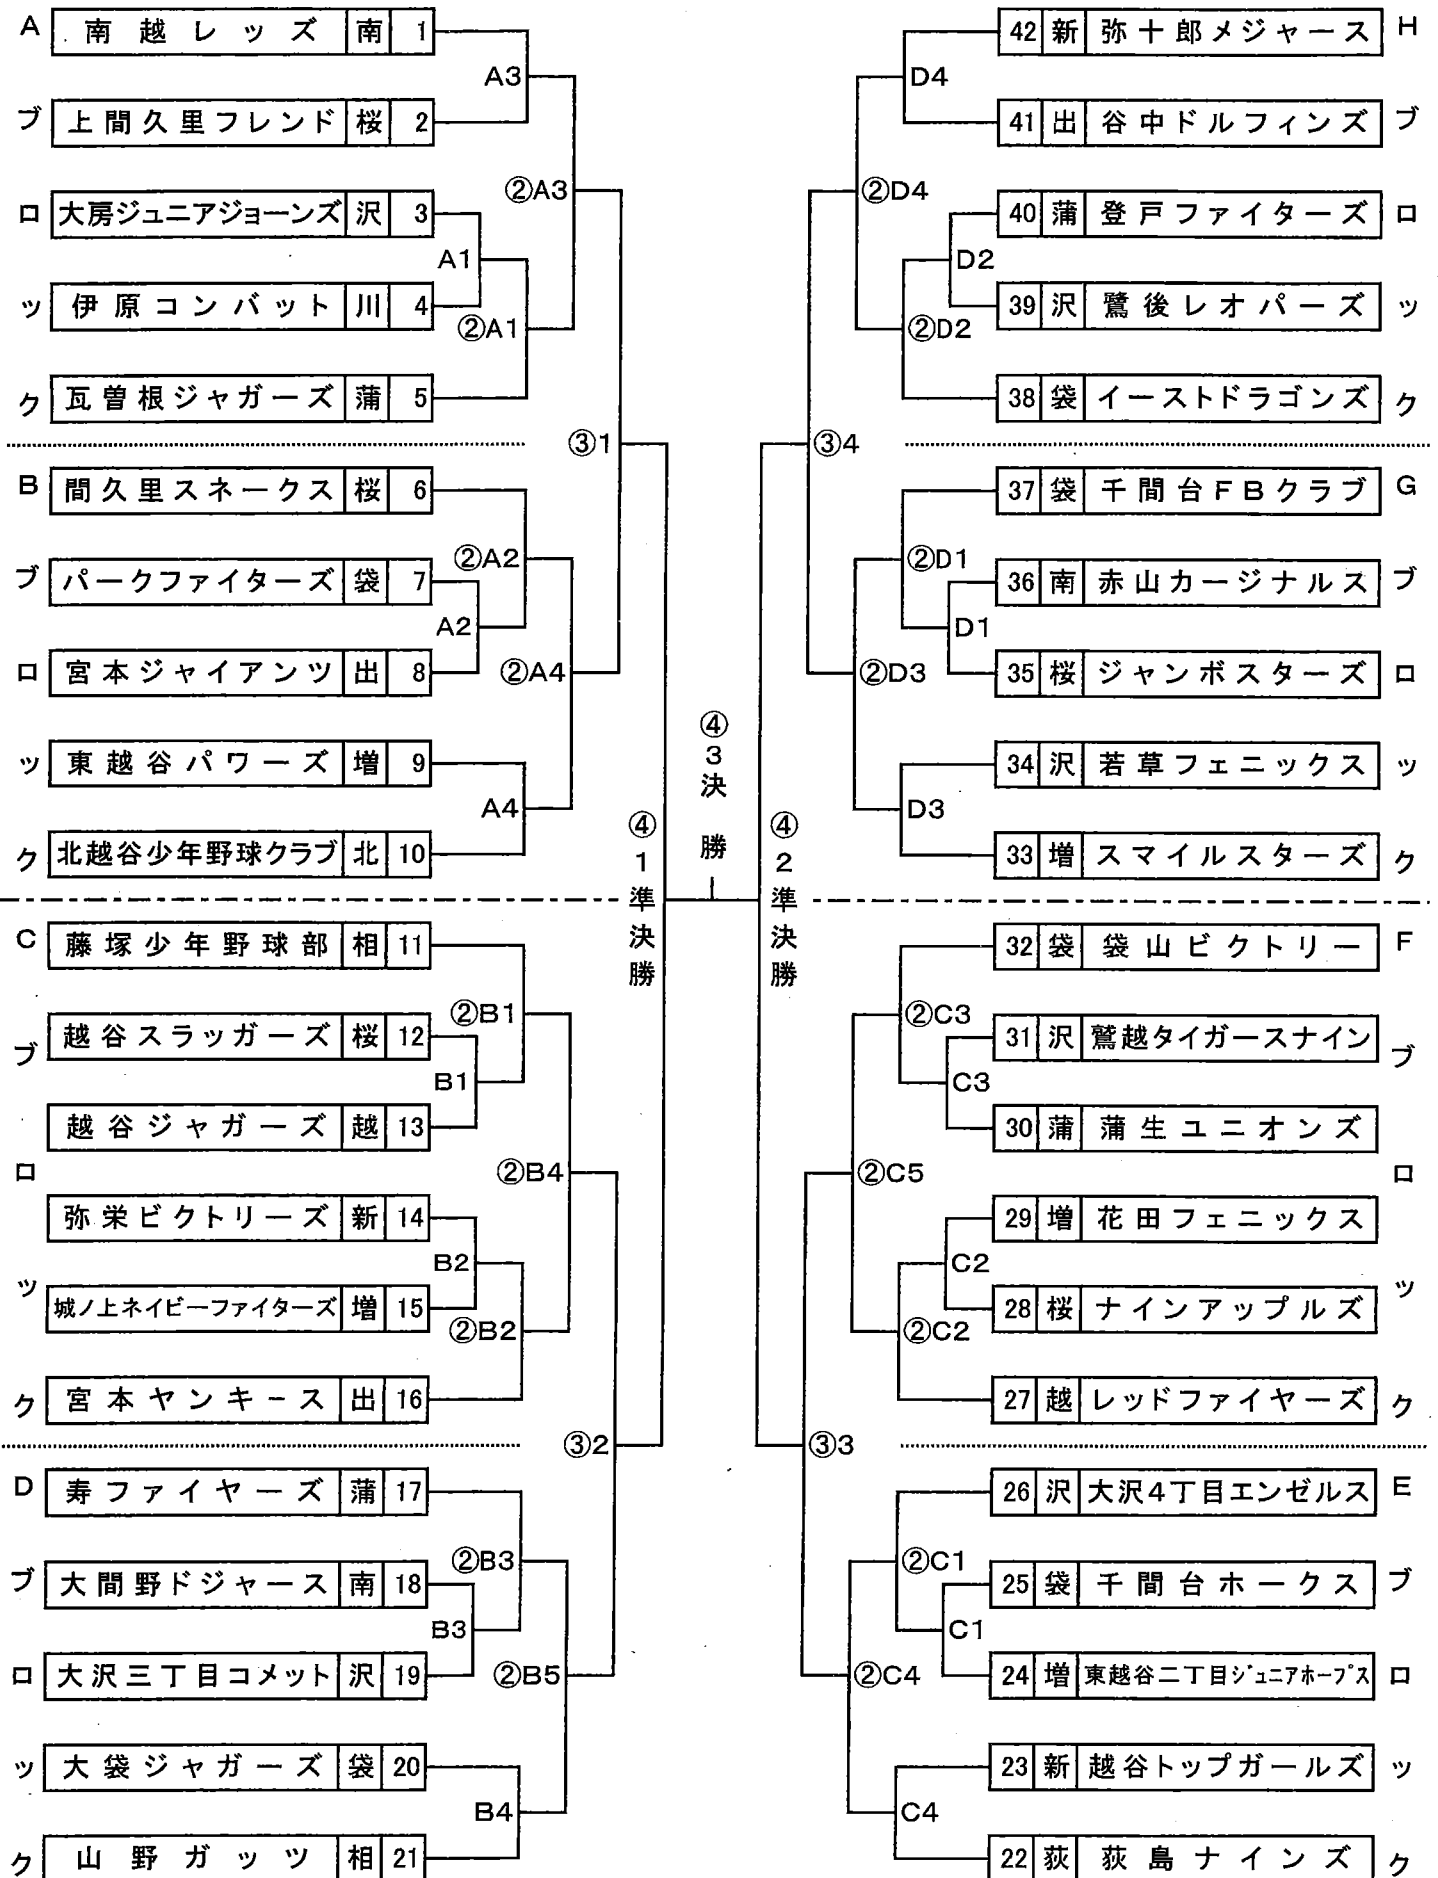 A ブロック
南越レッズ 南 1
上間久里フレンド 桜 2
大房ジュニアジョーンズ 沢 3
伊原コンバット 川 4
瓦曽根ジャガーズ 蒲 5
A3
A1
②A1
②A3
B ブロック
間久里スネークス 桜 6
パークファイターズ 袋 7
宮本ジャイアンツ 出 8
東越谷パワーズ 増 9
北越谷少年野球クラブ 北 10
②A2
A2
A4
②A4
③1
C ブロック
藤塚少年野球部 相 11
越谷スラッガーズ 桜 12
越谷ジャガーズ 越 13
弥栄ビクトリーズ 新 14
城ノ上ネイビーファイターズ 増 15
宮本ヤンキース 出 16
②B1
B1
B2
②B2
②B4
D ブロック
寿ファイヤーズ 蒲 17
大間野ドジャース 南 18
大沢三丁目コメット 沢 19
大袋ジャガーズ 袋 20
山野ガッツ 相 21
②B3
B3
B4
②B5
③2
④1準決勝
④3決勝
④2準決勝
H ブロック
42 新 弥十郎メジャース
41 出 谷中ドルフィンズ
40 蒲 登戸ファイターズ
39 沢 鷺後レオパーズ
38 袋 イーストドラゴンズ
D4
D2
②D2
②D4
③4
G ブロック
37 袋 千間台FBクラブ
36 南 赤山カージナルス
35 桜 ジャンボスターズ
34 沢 若草フェニックス
33 増 スマイルスターズ
②D1
D1
D3
②D3
F ブロック
32 袋 袋山ビクトリー
31 沢 鷲越タイガースナイン
30 蒲 蒲生ユニオンズ
29 増 花田フェニックス
28 桜 ナインアップルズ
27 越 レッドファイヤーズ
②C3
C3
C2
②C2
②C5
③3
E ブロック
26 沢 大沢4丁目エンゼルス
25 袋 千間台ホークス
24 増 東越谷二丁目ジュニアホープス
23 新 越谷トップガールズ
22 荻 荻島ナインズ
②C1
C1
C4
②C4